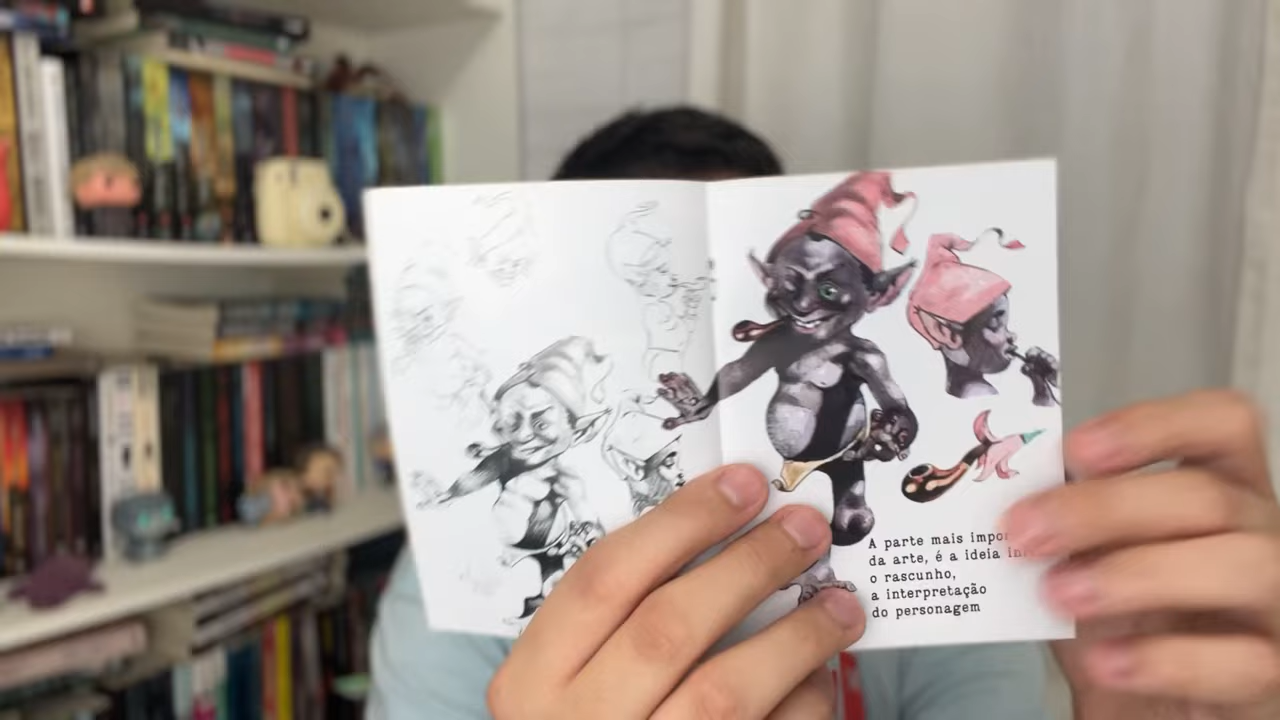 A parte mais
da arte, é a ideia
o rascunho,
a interpretação
do personagem